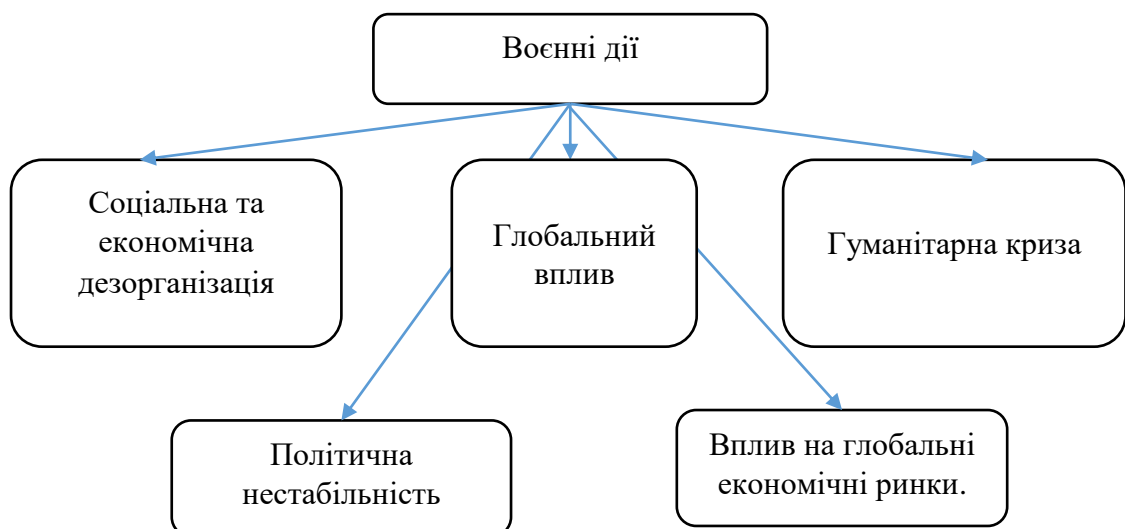 Воєнні дії
Соціальна та
економічна
дезорганізація
Глобальний
вплив
Гуманітарна криза
Політична
нестабільність
Вплив на глобальні
економічні ринки.